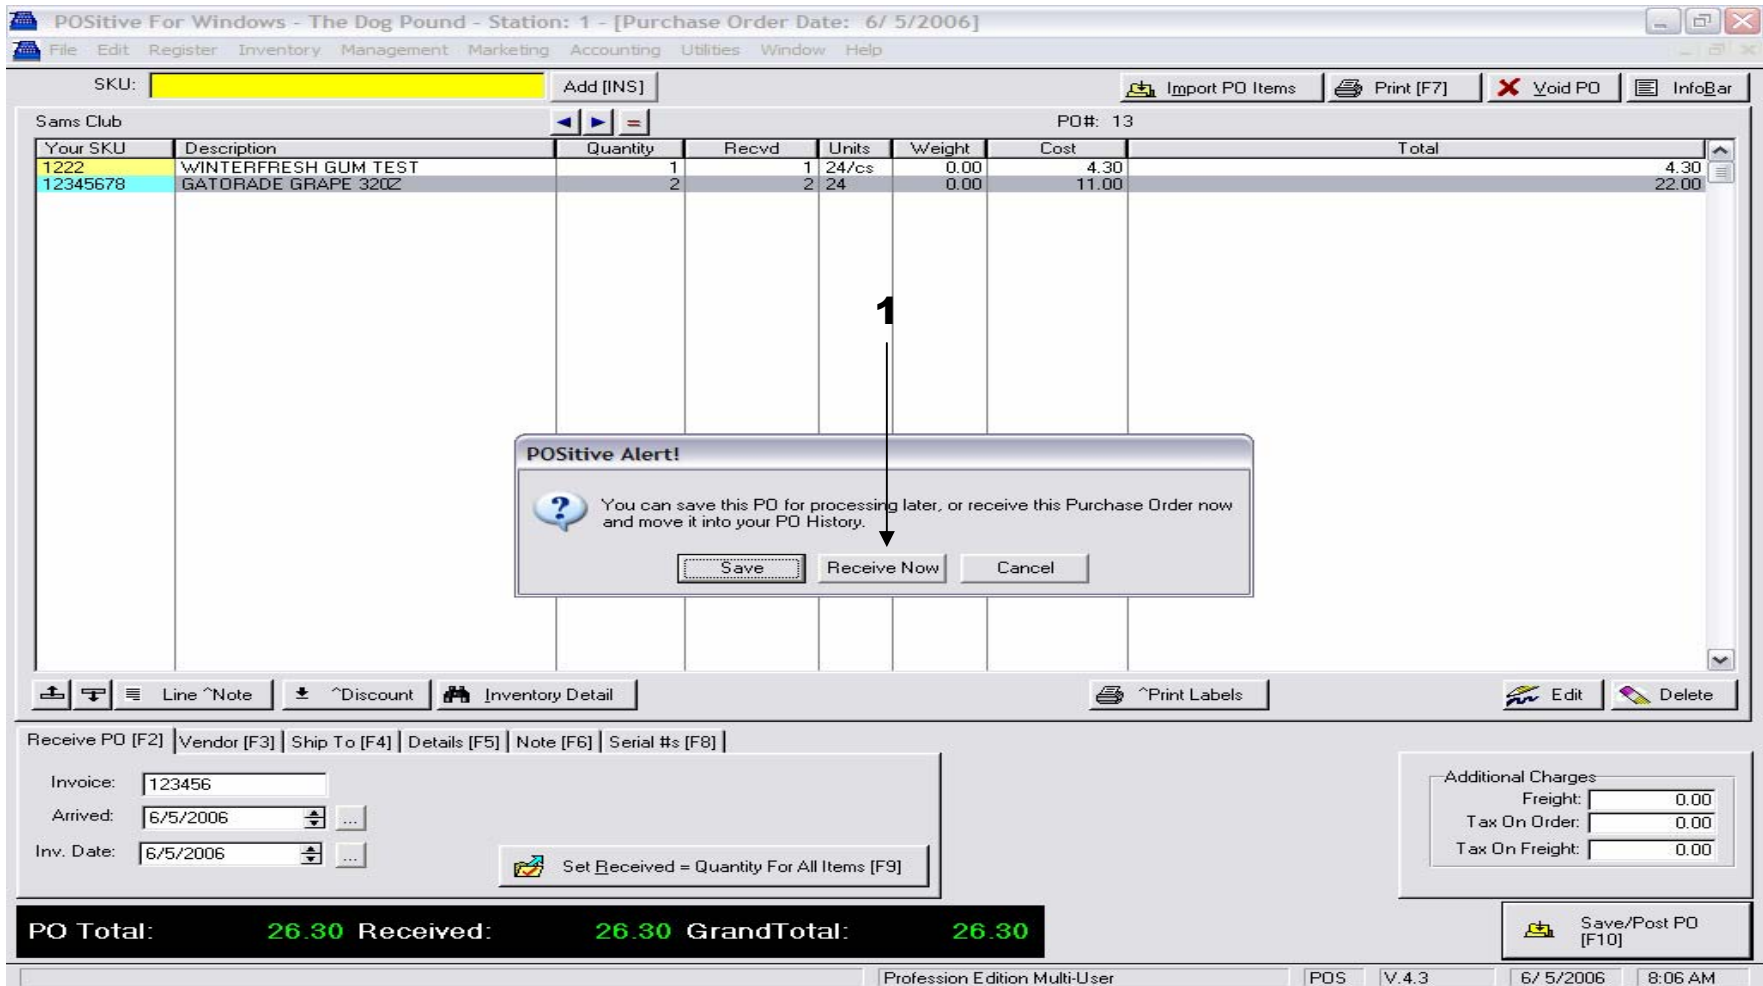 POSitive For Windows - The Dog Pound - Station: 1 - [Purchase Order Date: 6/ 5/2006]
File Edit Register Inventory Management Marketing Accounting Utilities Window Help
SKU: Add [INS] Import PO Items Print [F7] Void PO InfoBar
Sams Club PO#: 13
Your SKU Description Quantity Recvd Units Weight Cost Total
1222 WINTERFRESH GUM TEST 1 1 24/cs 0.00 4.30 4.30
12345678 GATORADE GRAPE 32OZ 2 2 24 0.00 11.00 22.00
1
POSitive Alert!
You can save this PO for processing later, or receive this Purchase Order now
and move it into your PO History.
Save Receive Now Cancel
Line ^Note ^Discount Inventory Detail ^Print Labels Edit Delete
Receive PO [F2] Vendor [F3] Ship To [F4] Details [F5] Note [F6] Serial #s [F8]
Invoice: 123456
Arrived: 6/5/2006 ...
Inv. Date: 6/5/2006 ...
Set Received = Quantity For All Items [F9]
Additional Charges
Freight: 0.00
Tax On Order: 0.00
Tax On Freight: 0.00
PO Total: 26.30 Received: 26.30 GrandTotal: 26.30
Save/Post PO
[F10]
Profession Edition Multi-User POS V.4.3 6/ 5/2006 8:06 AM